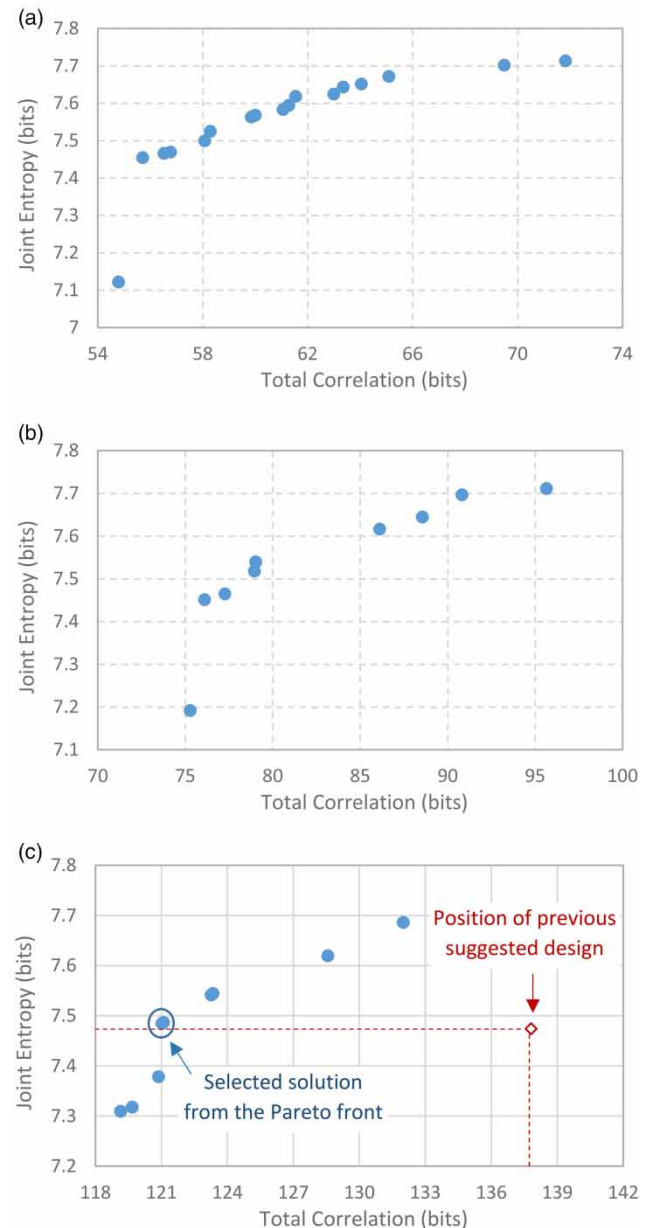 (a)
7.8
7.7
7.6
7.5
7.4
7.3
7.2
7.1
7
Joint Entropy (bits)
54 58 62 66 70 74
Total Correlation (bits)
(b)
7.8
7.7
7.6
7.5
7.4
7.3
7.2
7.1
Joint Entropy (bits)
70 75 80 85 90 95 100
Total Correlation (bits)
(c)
7.8
7.7
7.6
7.5
7.4
7.3
7.2
Joint Entropy (bits)
Position of previous
suggested design
Selected solution
from the Pareto front
118 121 124 127 130 133 136 139 142
Total Correlation (bits)